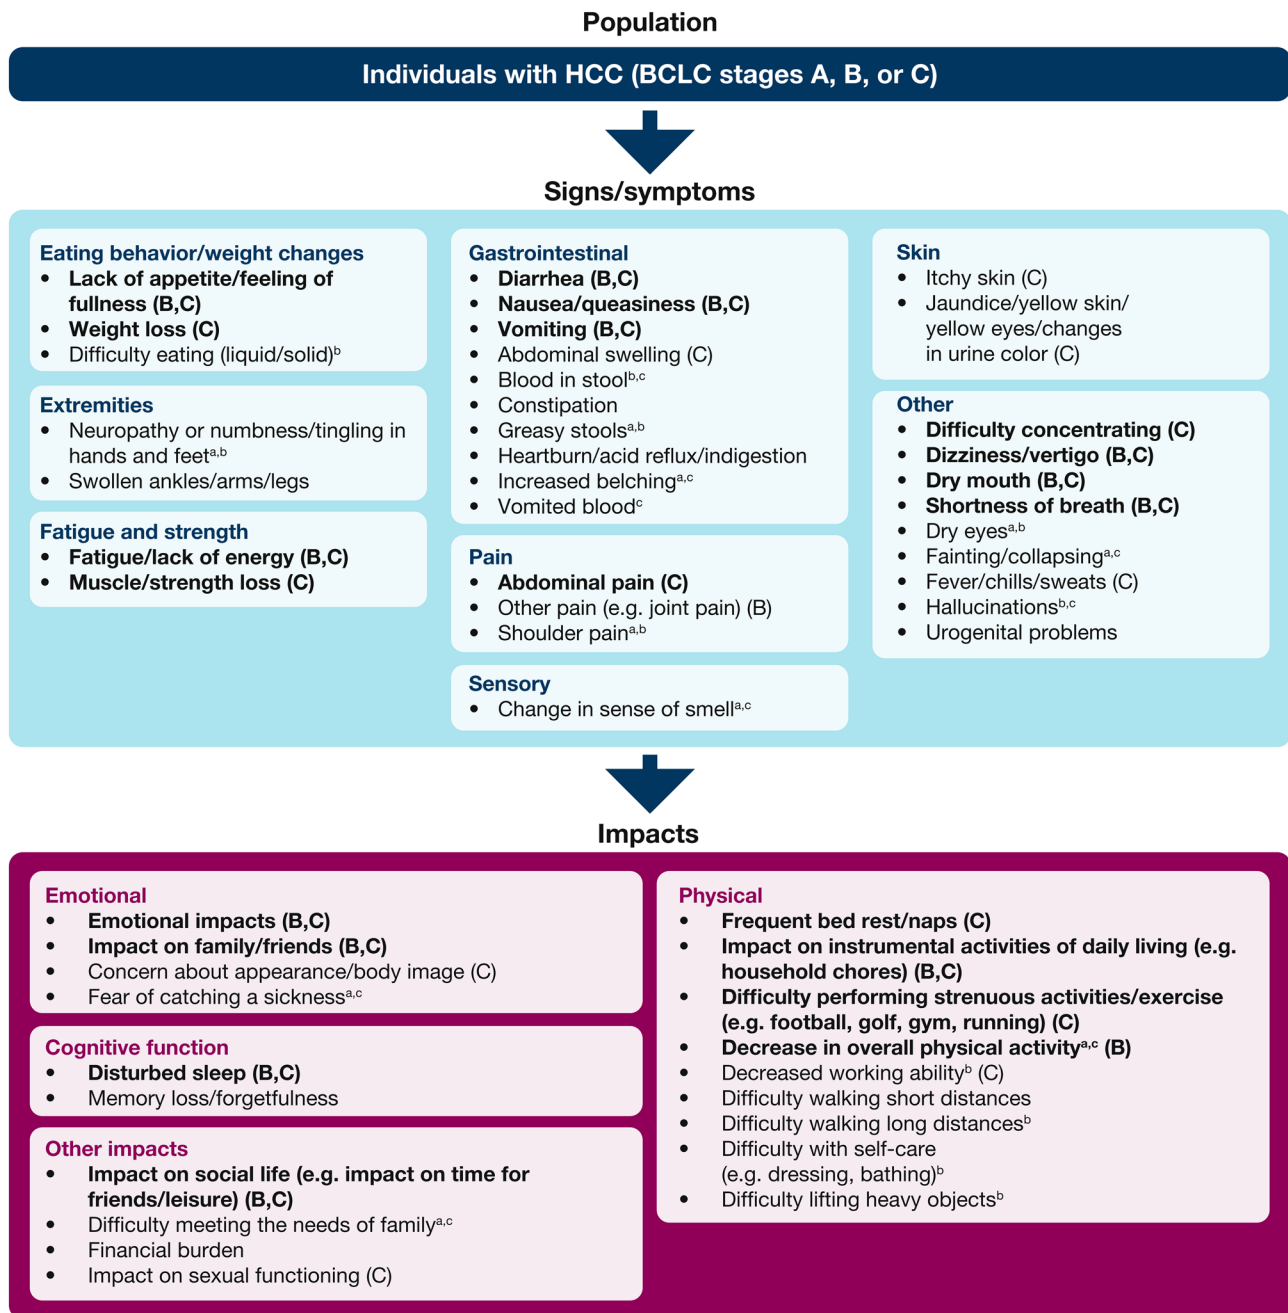 Population
Individuals with HCC (BCLC stages A, B, or C)
Signs/symptoms
Eating behavior/weight changes
• Lack of appetite/feeling of
fullness (B,C)
• Weight loss (C)
• Difficulty eating (liquid/solid)ᵇ
Extremities
• Neuropathy or numbness/tingling in
hands and feetᵃ,ᵇ
• Swollen ankles/arms/legs
Fatigue and strength
• Fatigue/lack of energy (B,C)
• Muscle/strength loss (C)
Gastrointestinal
• Diarrhea (B,C)
• Nausea/queasiness (B,C)
• Vomiting (B,C)
• Abdominal swelling (C)
• Blood in stoolᵇ,ᶜ
• Constipation
• Greasy stoolsᵃ,ᵇ
• Heartburn/acid reflux/indigestion
• Increased belchingᵃ,ᶜ
• Vomited bloodᶜ
Pain
• Abdominal pain (C)
• Other pain (e.g. joint pain) (B)
• Shoulder painᵃ,ᵇ
Sensory
• Change in sense of smellᵃ,ᶜ
Skin
• Itchy skin (C)
• Jaundice/yellow skin/
yellow eyes/changes
in urine color (C)
Other
• Difficulty concentrating (C)
• Dizziness/vertigo (B,C)
• Dry mouth (B,C)
• Shortness of breath (B,C)
• Dry eyesᵃ,ᵇ
• Fainting/collapsingᵃ,ᶜ
• Fever/chills/sweats (C)
• Hallucinationsᵇ,ᶜ
• Urogenital problems
Impacts
Emotional
• Emotional impacts (B,C)
• Impact on family/friends (B,C)
• Concern about appearance/body image (C)
• Fear of catching a sicknessᵃ,ᶜ
Cognitive function
• Disturbed sleep (B,C)
• Memory loss/forgetfulness
Other impacts
• Impact on social life (e.g. impact on time for
friends/leisure) (B,C)
• Difficulty meeting the needs of familyᵃ,ᶜ
• Financial burden
• Impact on sexual functioning (C)
Physical
• Frequent bed rest/naps (C)
• Impact on instrumental activities of daily living (e.g.
household chores) (B,C)
• Difficulty performing strenuous activities/exercise
(e.g. football, golf, gym, running) (C)
• Decrease in overall physical activityᵃ,ᶜ (B)
• Decreased working abilityᵇ (C)
• Difficulty walking short distances
• Difficulty walking long distancesᵇ
• Difficulty with self-care
(e.g. dressing, bathing)ᵇ
• Difficulty lifting heavy objectsᵇ